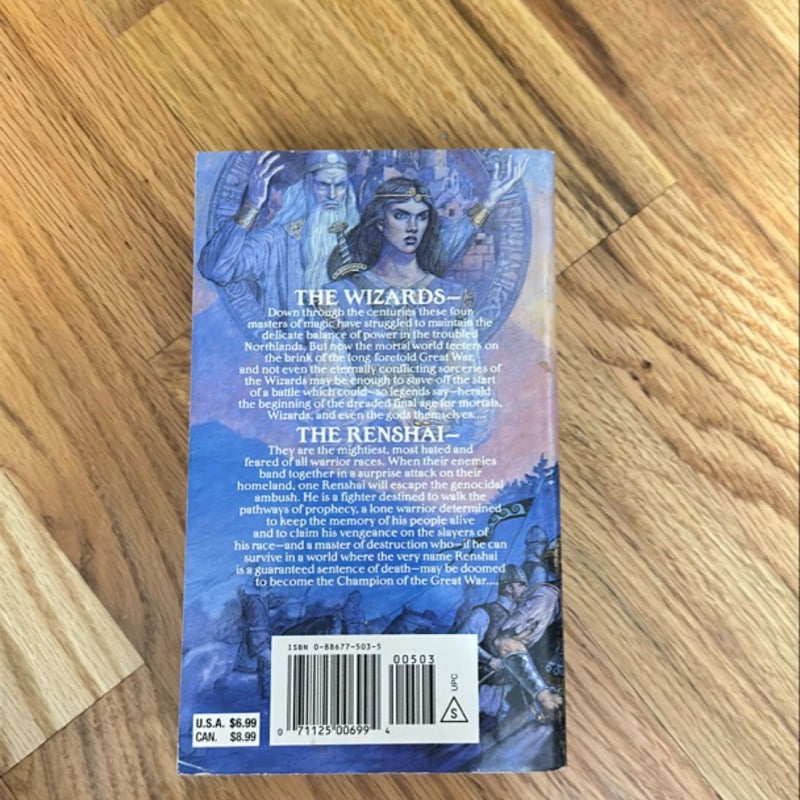 THE WIZARDS—
Down through the centuries these four
masters of magic have struggled to maintain the
delicate balance of power in the troubled
Northlands. But now the mortal world teeters on
the brink of the long-foretold Great War,
and not even the eternally conflicting sorceries of
the Wizards may be enough to stave off the start
of a battle which could—so legends say—herald
the beginning of the dreaded final age for mortals,
Wizards, and even the gods themselves....
THE RENSHAI—
They are the mightiest, most hated and
feared of all warrior races. When their enemies
band together in a surprise attack on their
homeland, one Renshai will escape the genocidal
ambush. He is a fighter destined to walk the
pathways of prophecy, a lone warrior determined
to keep the memory of his people alive
and to claim his vengeance on the slayers of
his race—and a master of destruction who—if he can
survive in a world where the very name Renshai
is a guaranteed sentence of death—may be doomed
to become the Champion of the Great War....
ISBN 0-88677-503-5
00503
UPC
S
U.S.A. $6.99
CAN. $8.99
0 71125 00699 4